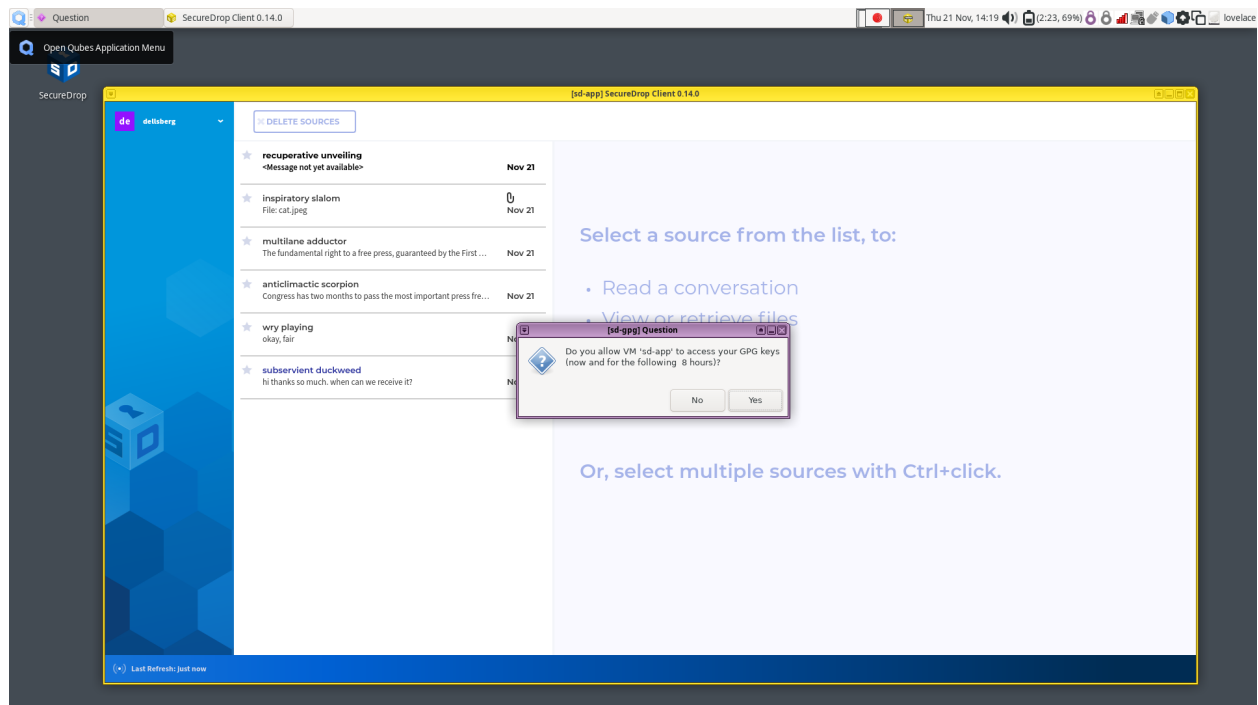 Question
SecureDrop Client 0.14.0
Thu 21 Nov, 14:19
(2:23, 69%)
lovelace
Open Qubes Application Menu
SecureDrop
[sd-app] SecureDrop Client 0.14.0
de
dellsberg
DELETE SOURCES
recuperative unveiling
<Message not yet available>
Nov 21
inspiratory slalom
File: cat.jpeg
Nov 21
multilane adductor
The fundamental right to a free press, guaranteed by the First ...
Nov 21
anticlimactic scorpion
Congress has two months to pass the most important press fre...
Nov 21
wry playing
okay, fair
subservient duckweed
hi thanks so much. when can we receive it?
Select a source from the list, to:
• Read a conversation
• View or retrieve files
[sd-gpg] Question
Do you allow VM 'sd-app' to access your GPG keys
(now and for the following  8 hours)?
No
Yes
Or, select multiple sources with Ctrl+click.
Last Refresh: just now